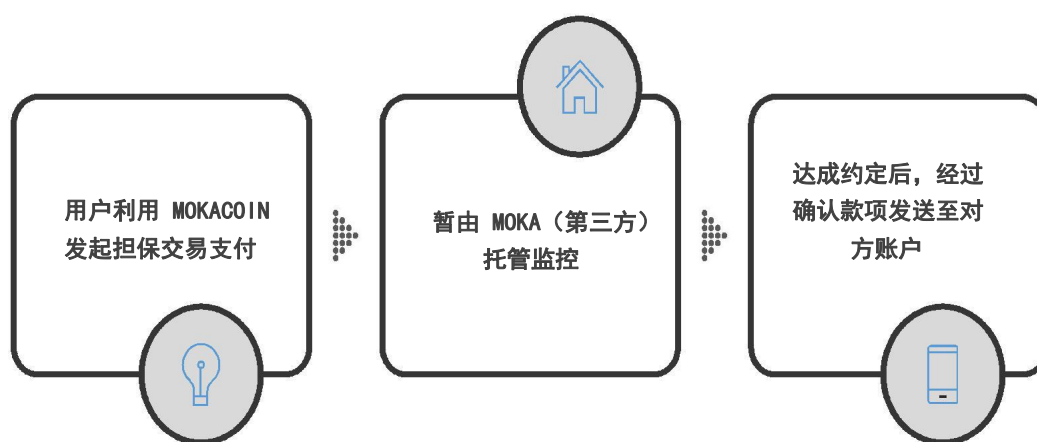 用户利用 MOKACOIN
发起担保交易支付
暂由 MOKA（第三方）
托管监控
达成约定后，经过
确认款项发送至对
方账户